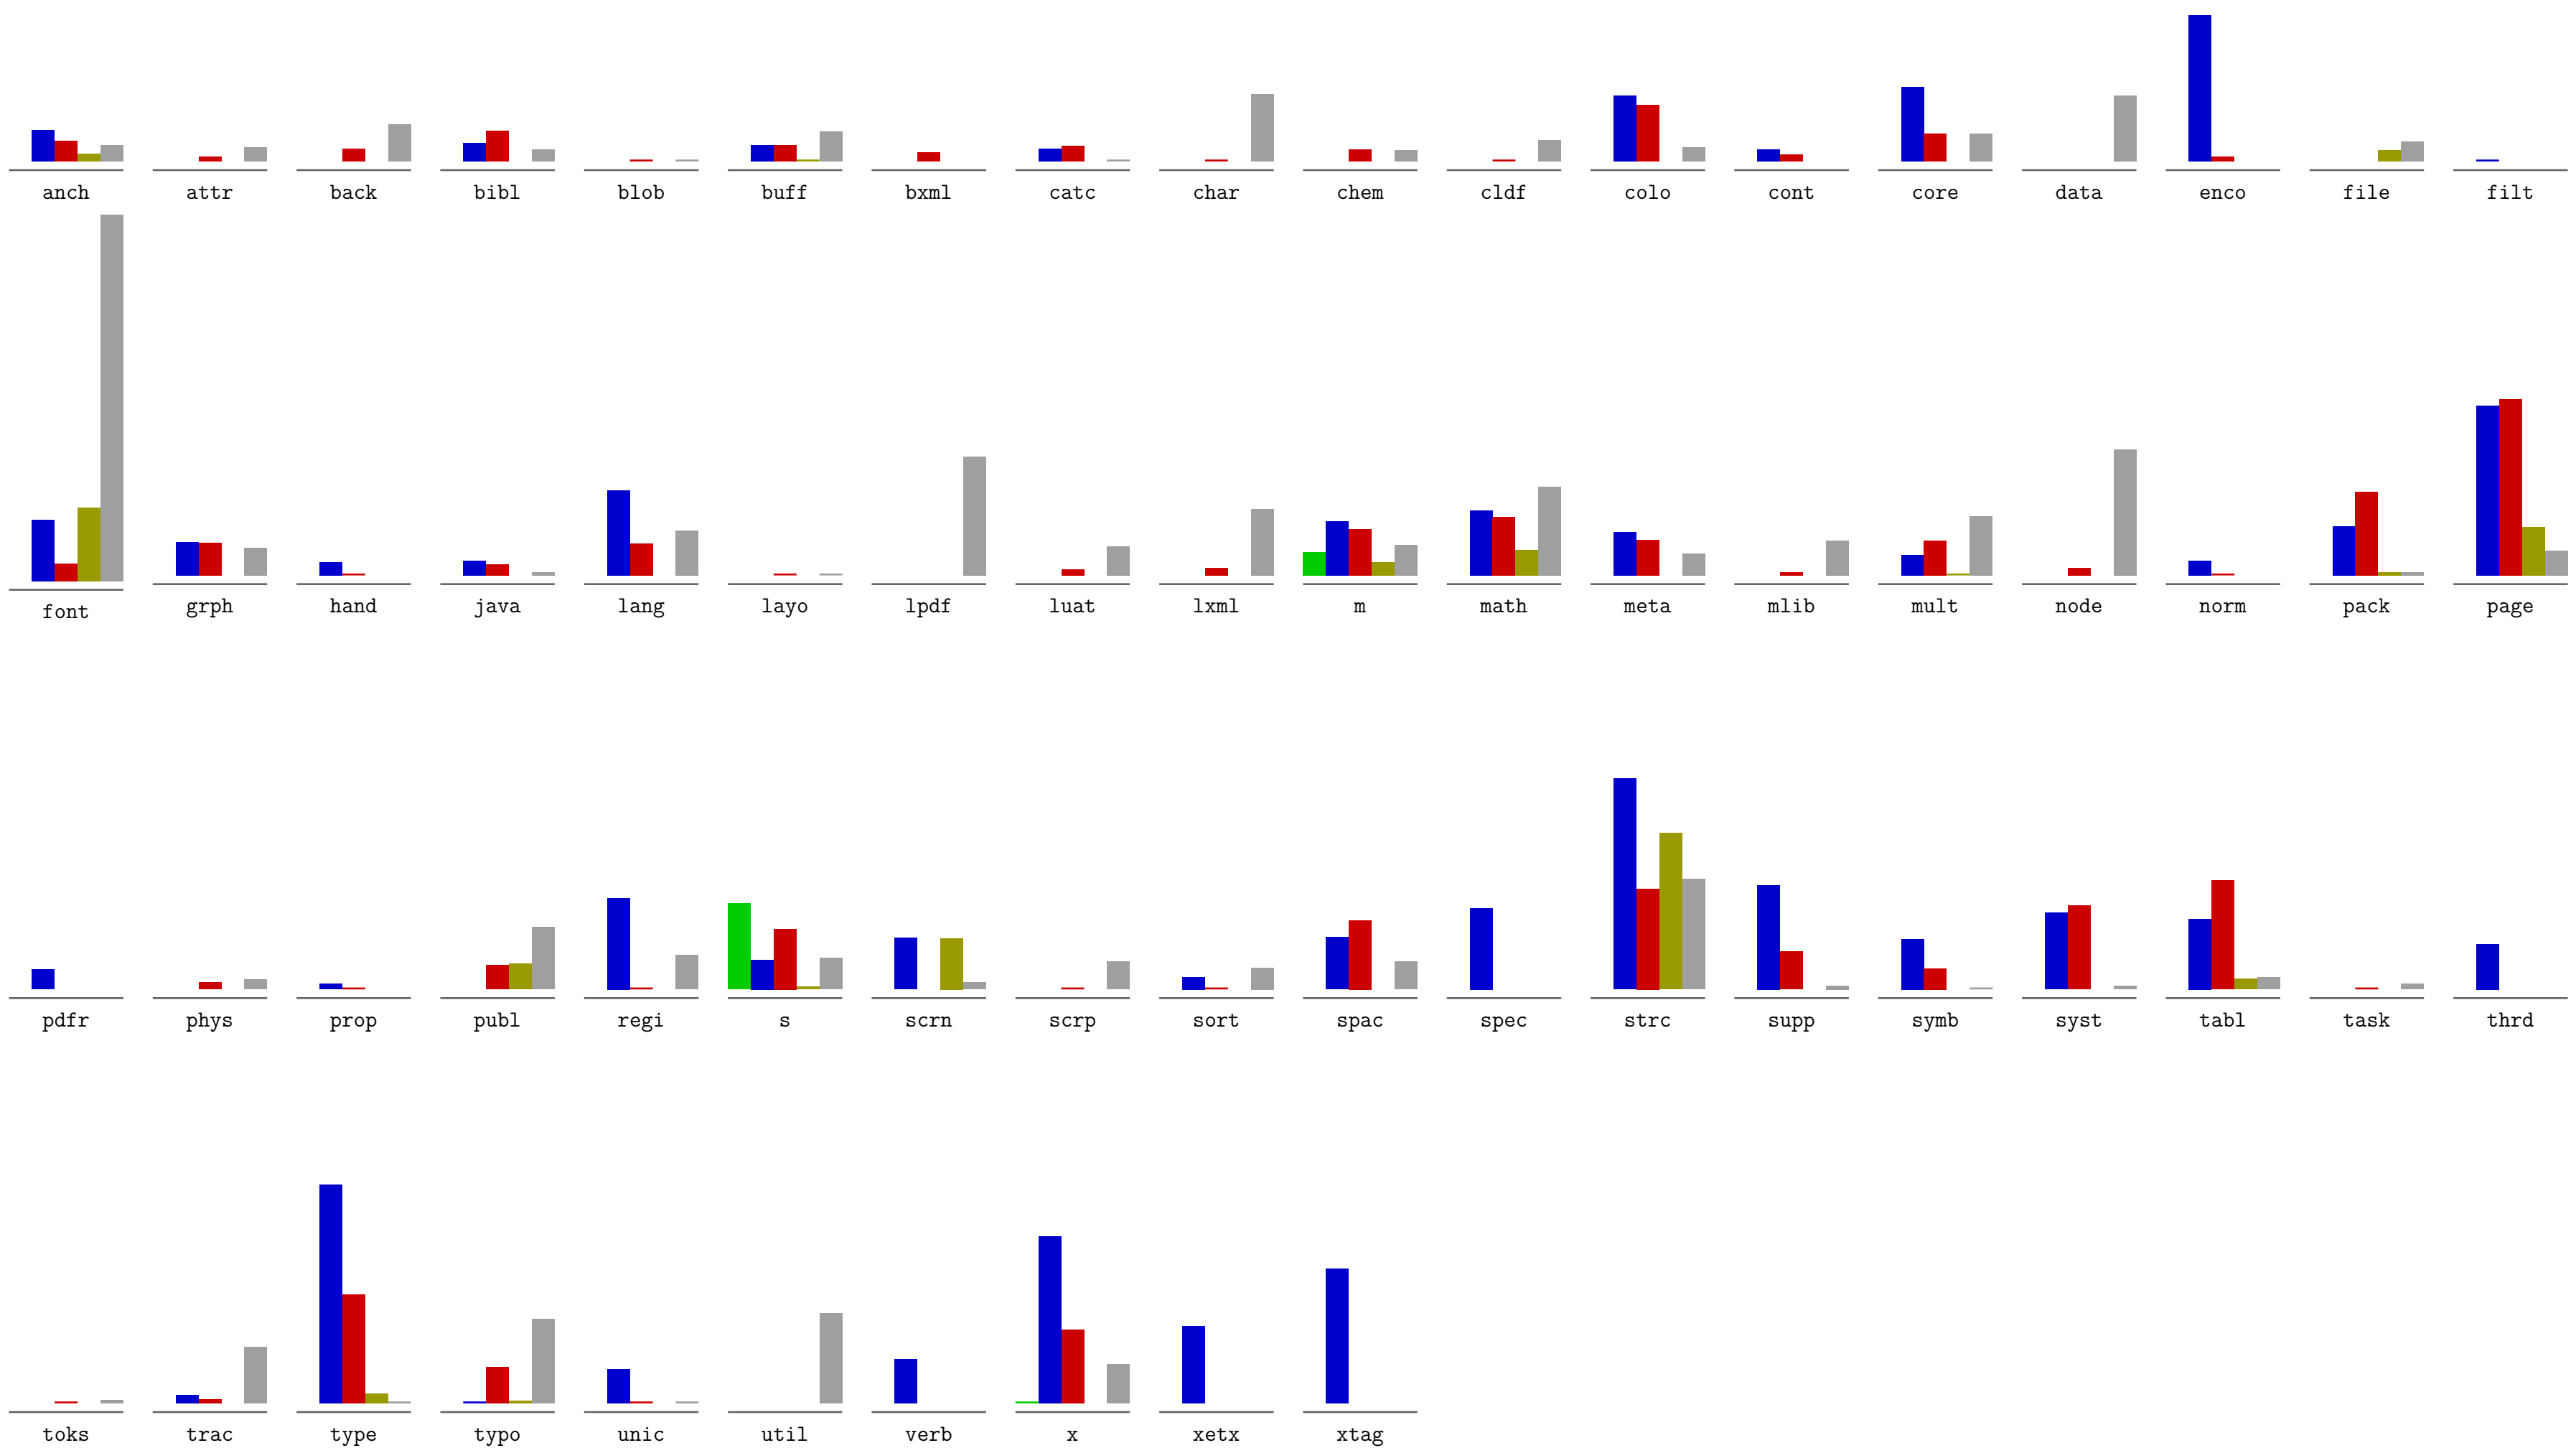 anch attr back bibl blob buff bxml catc char chem cldf colo cont core data enco file filt
font grph hand java lang layo lpdf luat lxml m math meta mlib mult node norm pack page
pdfr phys prop publ regi s scrn scrp sort spac spec strc supp symb syst tabl task thrd
toks trac type typo unic util verb x xetx xtag